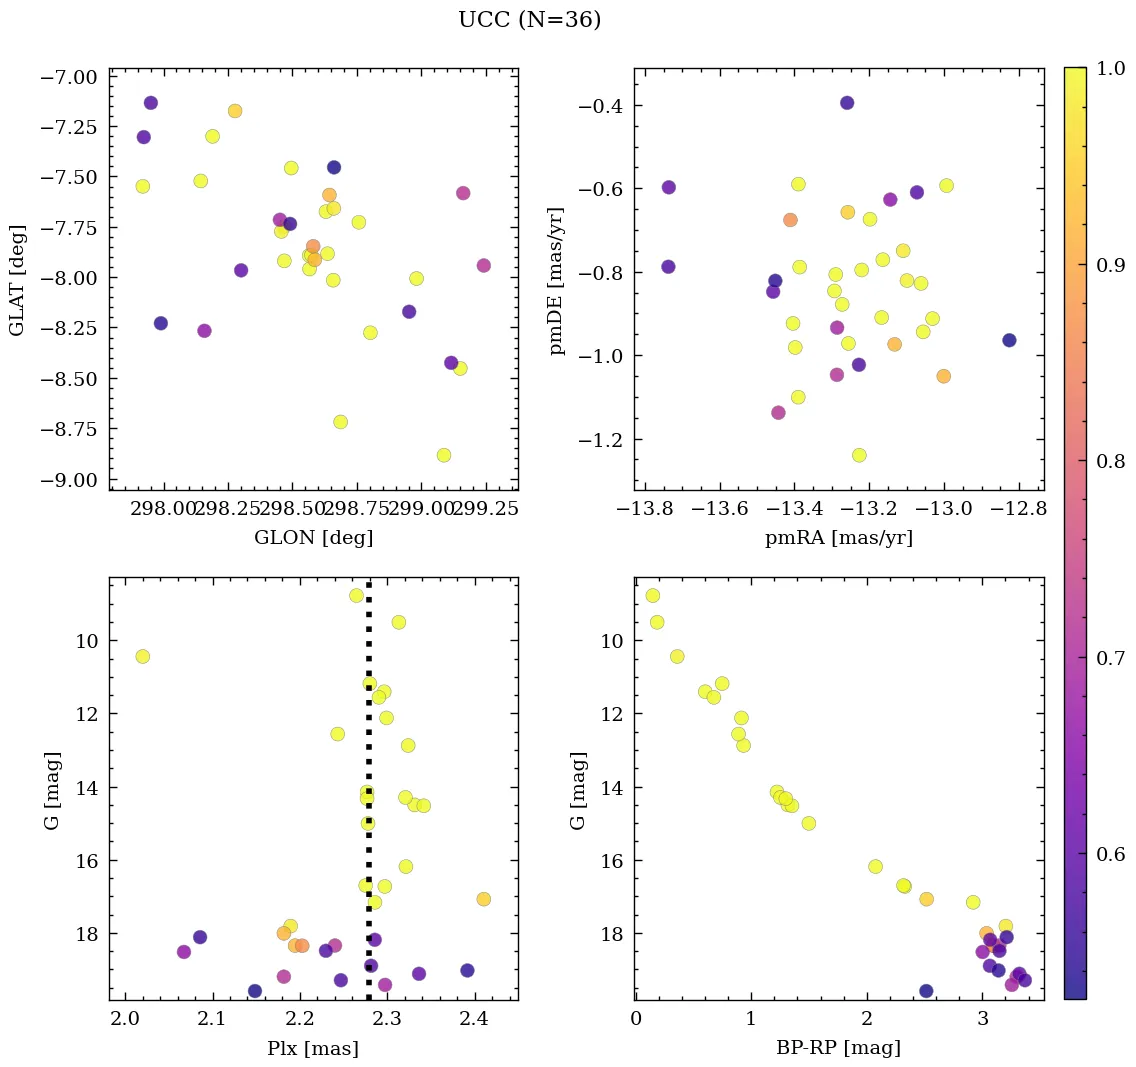 UCC (N=36)
−7.00
−7.25
−7.50
−7.75
−8.00
−8.25
−8.50
−8.75
−9.00
GLAT [deg]
298.00 298.25 298.50 298.75 299.00 299.25
GLON [deg]
−0.4
−0.6
−0.8
−1.0
−1.2
pmDE [mas/yr]
−13.8 −13.6 −13.4 −13.2 −13.0 −12.8
pmRA [mas/yr]
10
12
14
16
18
G [mag]
2.0 2.1 2.2 2.3 2.4
Plx [mas]
10
12
14
16
18
G [mag]
0 1 2 3
BP-RP [mag]
1.0
0.9
0.8
0.7
0.6